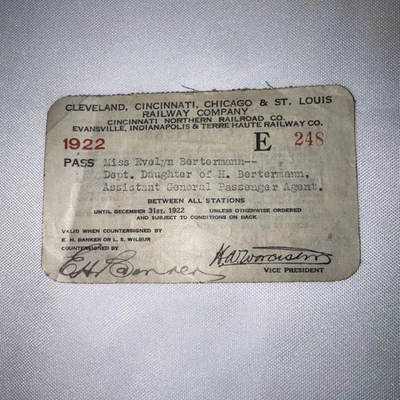 CLEVELAND, CINCINNATI, CHICAGO & ST. LOUIS
RAILWAY COMPANY
CINCINNATI NORTHERN RAILROAD CO.
EVANSVILLE, INDIANAPOLIS & TERRE HAUTE RAILWAY CO.
1922 E 248
PASS Miss Evelyn Bertermann--
Dept. Daughter of H. Bertermann,
Assistant General Passenger Agent.
BETWEEN ALL STATIONS
UNTIL DECEMBER 31ST, 1922 UNLESS OTHERWISE ORDERED
AND SUBJECT TO CONDITIONS ON BACK
VALID WHEN COUNTERSIGNED BY
E. H. BANKER OR L. S. WILBUR
COUNTERSIGNED BY
VICE PRESIDENT